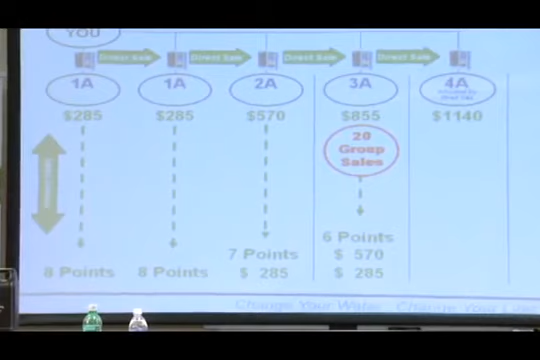 YOU
Direct Sale Direct Sale Direct Sale Direct Sale
1A 1A 2A 3A 4A
$285 $285 $570 $855 $1140
20
Group
Sales
6 Points
7 Points $ 570
8 Points 8 Points $ 285 $ 285
Change Your Water Change Your